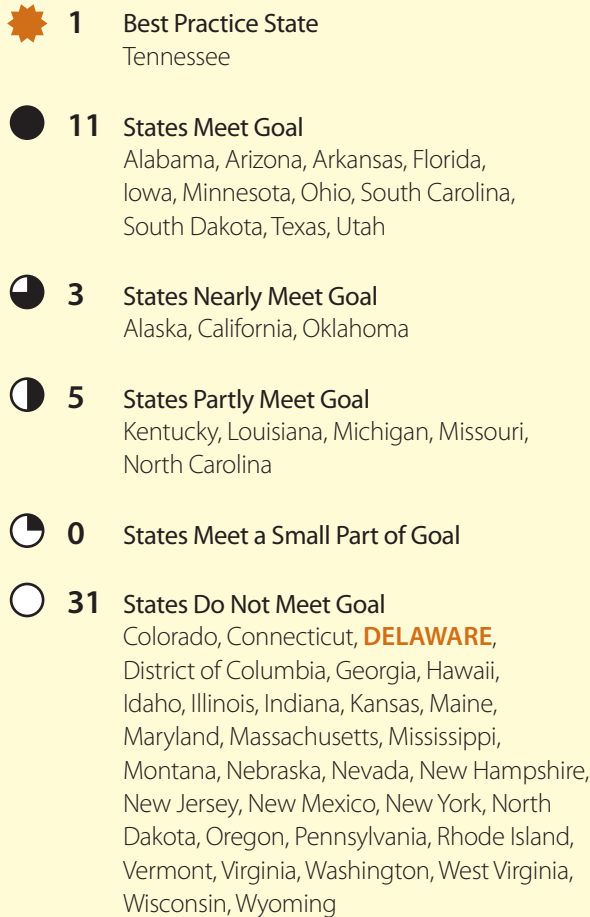 1 Best Practice State
Tennessee
11 States Meet Goal
Alabama, Arizona, Arkansas, Florida,
Iowa, Minnesota, Ohio, South Carolina,
South Dakota, Texas, Utah
3 States Nearly Meet Goal
Alaska, California, Oklahoma
5 States Partly Meet Goal
Kentucky, Louisiana, Michigan, Missouri,
North Carolina
0 States Meet a Small Part of Goal
31 States Do Not Meet Goal
Colorado, Connecticut, DELAWARE,
District of Columbia, Georgia, Hawaii,
Idaho, Illinois, Indiana, Kansas, Maine,
Maryland, Massachusetts, Mississippi,
Montana, Nebraska, Nevada, New Hampshire,
New Jersey, New Mexico, New York, North
Dakota, Oregon, Pennsylvania, Rhode Island,
Vermont, Virginia, Washington, West Virginia,
Wisconsin, Wyoming